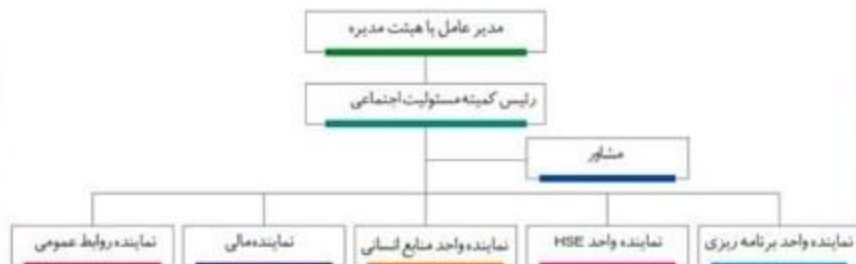 مدیر عامل یا هیئت مدیره
رئیس کمیته مسئولیت اجتماعی
مشاور
نماینده واحد برنامه ریزی
نماینده واحد HSE
نماینده واحد منابع انسانی
نماینده مالی
نماینده روابط عمومی